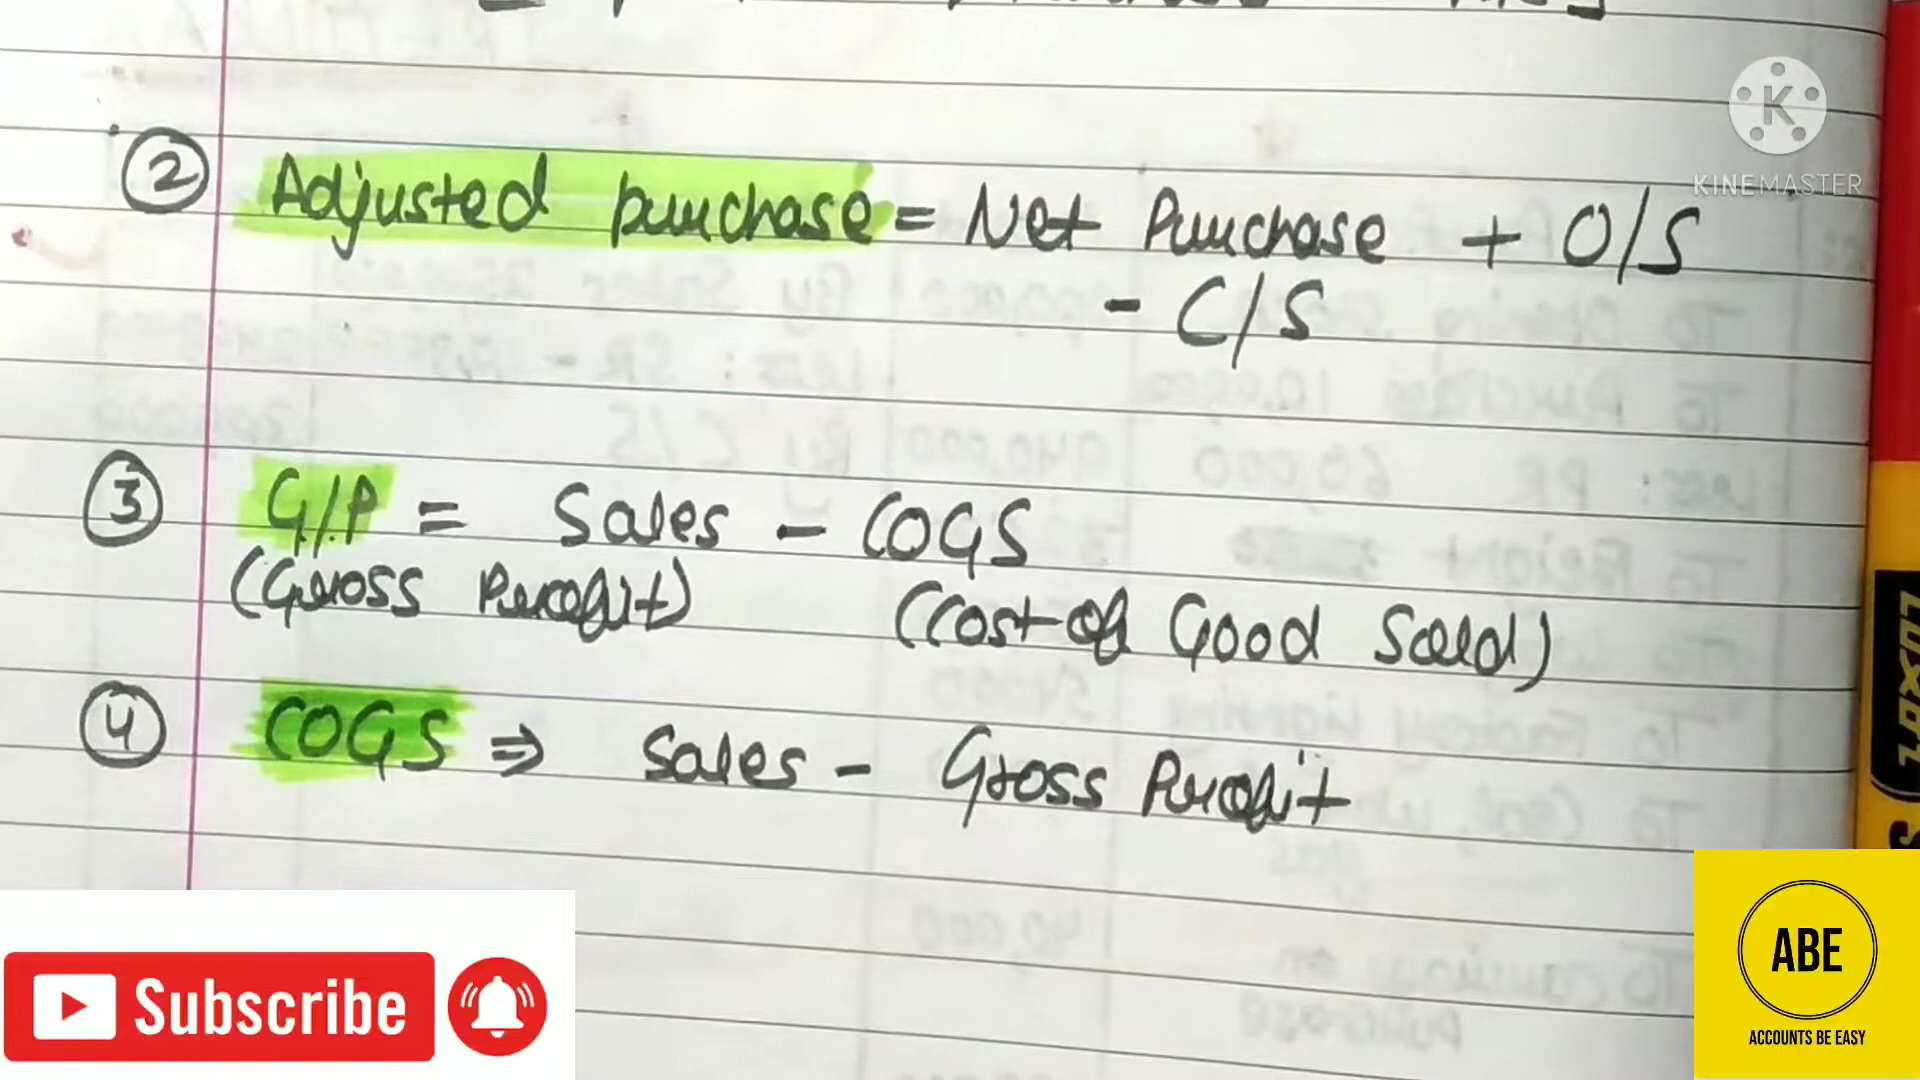 ② Adjusted purchase = Net Purchase + O/S
- C/S
③ G/P = Sales - COGS
(Gross Profit) (Cost of Good Sold)
④ COGS ⇒ Sales - Gross Profit
KINEMASTER
LUXOR
Subscribe
ABE
ACCOUNTS BE EASY